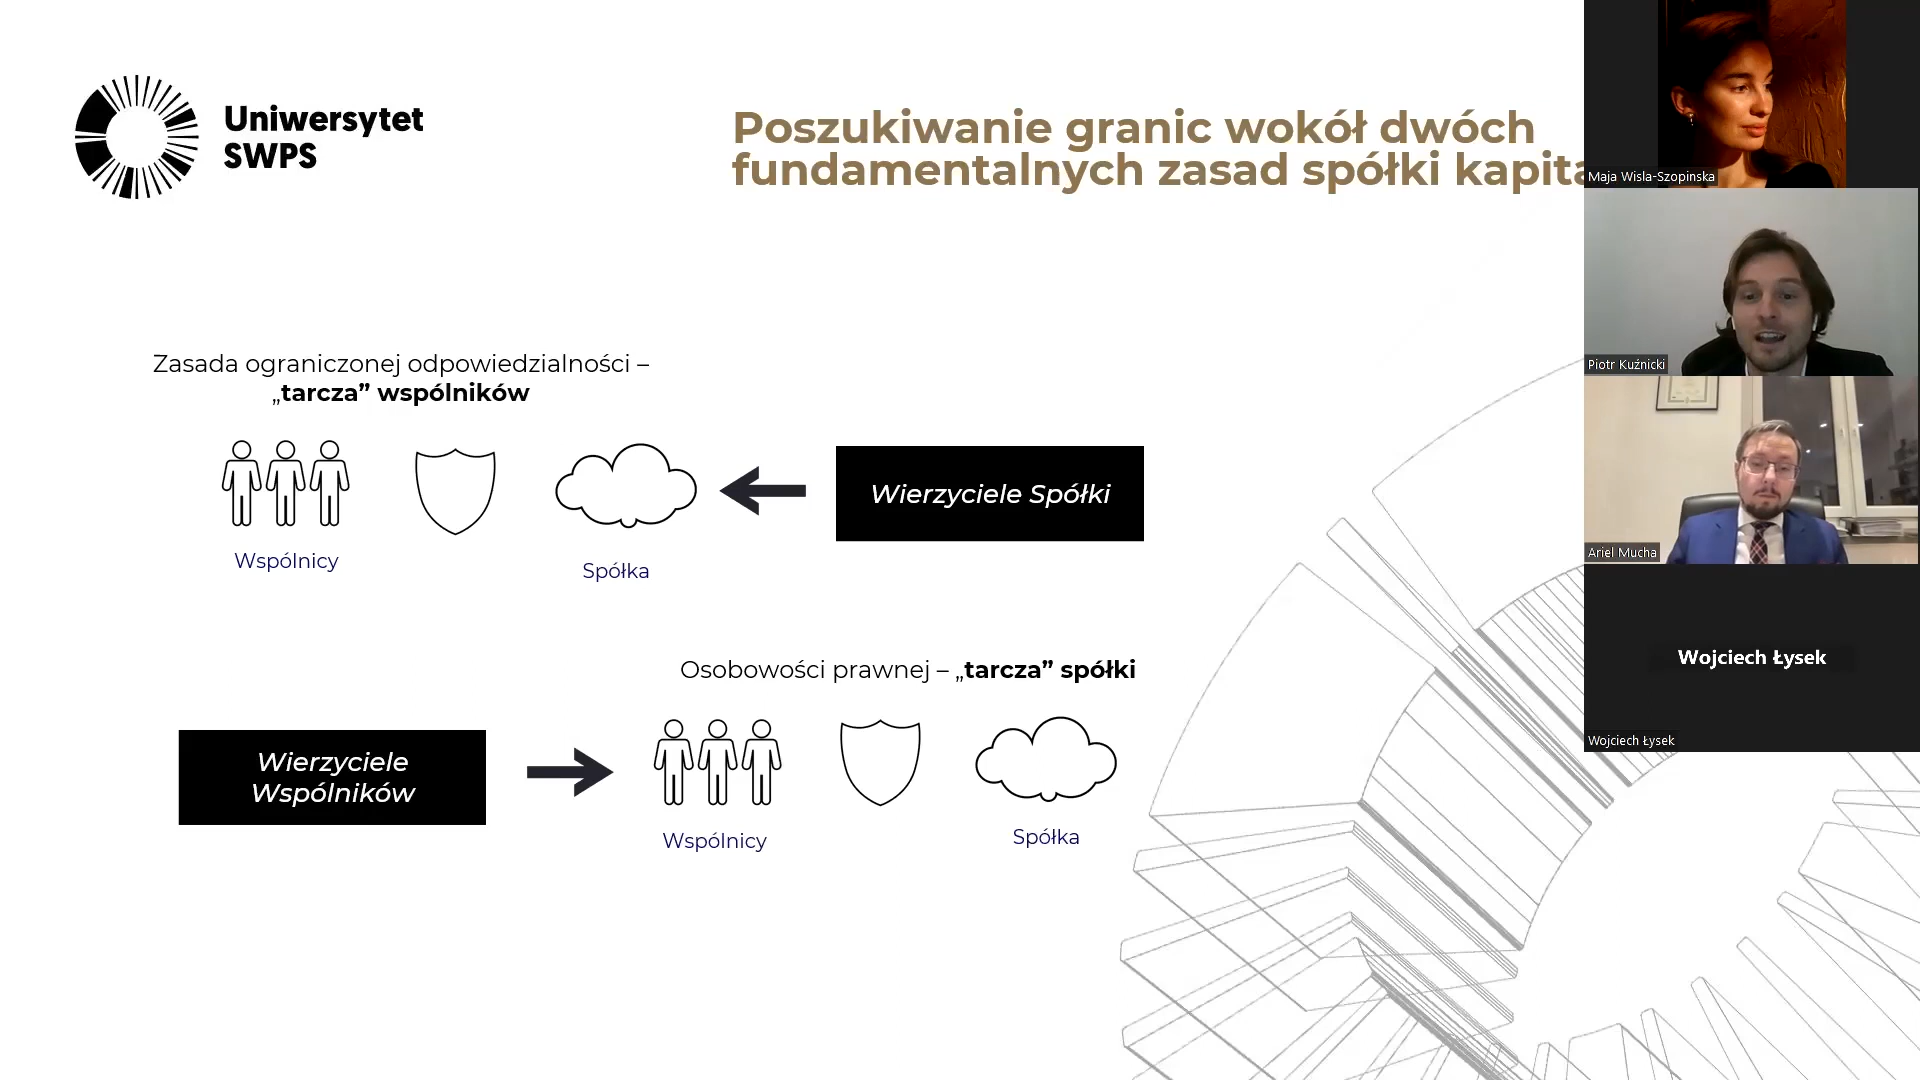 Uniwersytet
SWPS
Poszukiwanie granic wokół dwóch
fundamentalnych zasad spółki
Zasada ograniczonej odpowiedzialności –
„tarcza” wspólników
Wspólnicy
Spółka
Wierzyciele Spółki
Osobowości prawnej – „tarcza” spółki
Wierzyciele
Wspólników
Wspólnicy
Spółka
Maja Wisla-Szopinska
Piotr Kuźnicki
Ariel Mucha
Wojciech Łysek
Wojciech Łysek